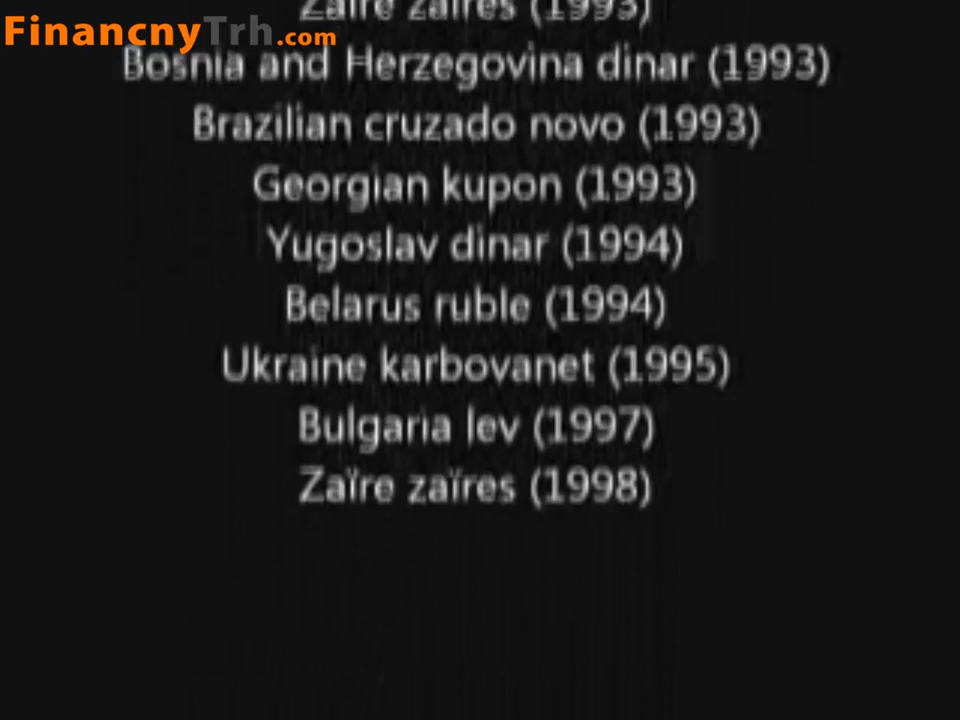 Zaïre zaïres (1993)
FinancnyTrh.com
Bosnia and Herzegovina dinar (1993)
Brazilian cruzado novo (1993)
Georgian kupon (1993)
Yugoslav dinar (1994)
Belarus ruble (1994)
Ukraine karbovanet (1995)
Bulgaria lev (1997)
Zaïre zaïres (1998)